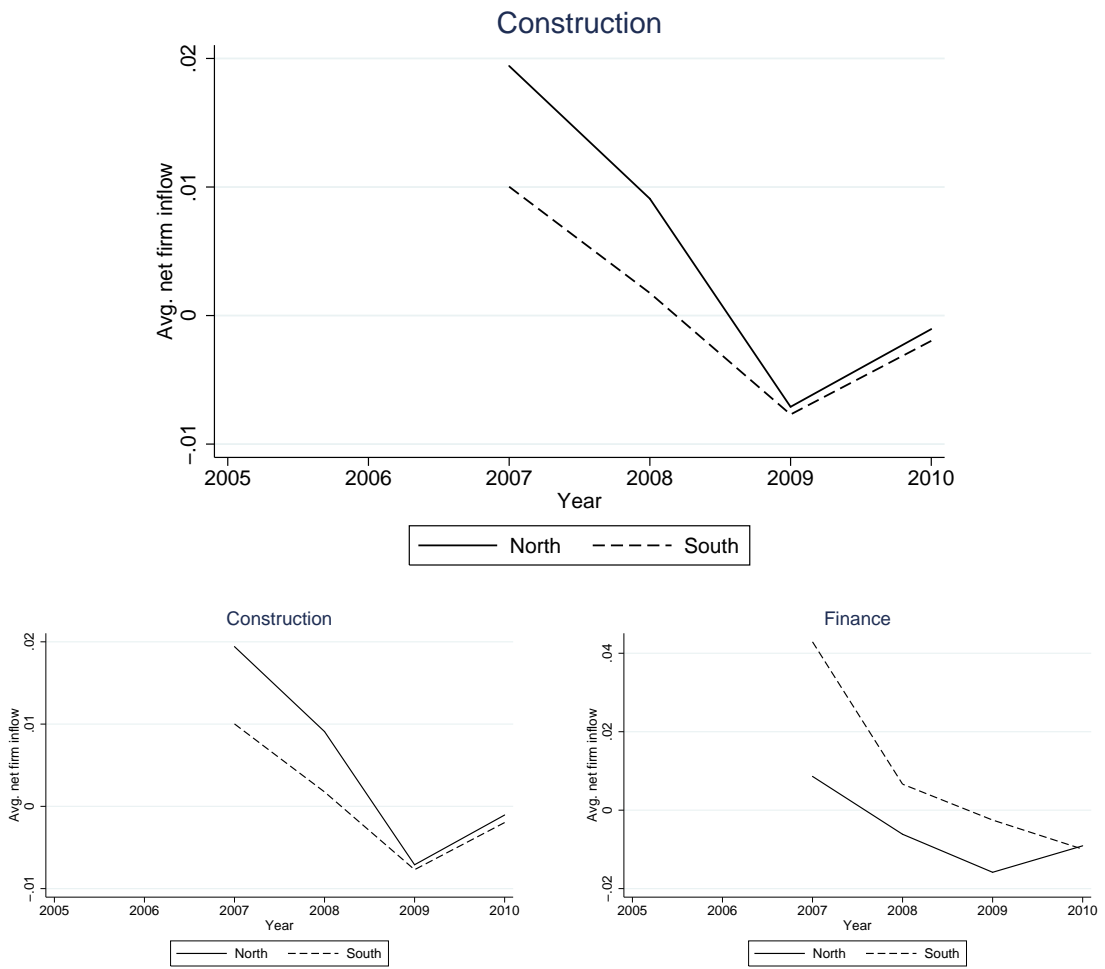 Construction
.02
.01
0
−.01
Avg. net firm inflow
2005 2006 2007 2008 2009 2010
Year
North South
Construction
.02
.01
0
−.01
Avg. net firm inflow
2005 2006 2007 2008 2009 2010
Year
North South
Finance
.04
.02
0
−.02
Avg. net firm inflow
2005 2006 2007 2008 2009 2010
Year
North South